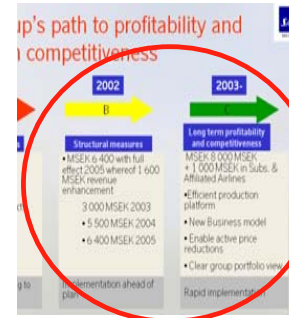 up's path to profitability and
competitiveness
2002
B
Structural measures
• MSEK 6 400 with full
effect 2005 whereof 1 600
MSEK revenue
enhancement
3 000 MSEK 2003
• 5 500 MSEK 2004
• 6 400 MSEK 2005
Implementation ahead of
plan
2003-
C
Long term profitability
and competitiveness
MSEK 8 000 MSEK
+ 1 000 MSEK in Subs. &
Affiliated Airlines
•Efficient production
platform
• New Business model
• Enable active price
reductions
• Clear group portfolio view
Rapid implementation